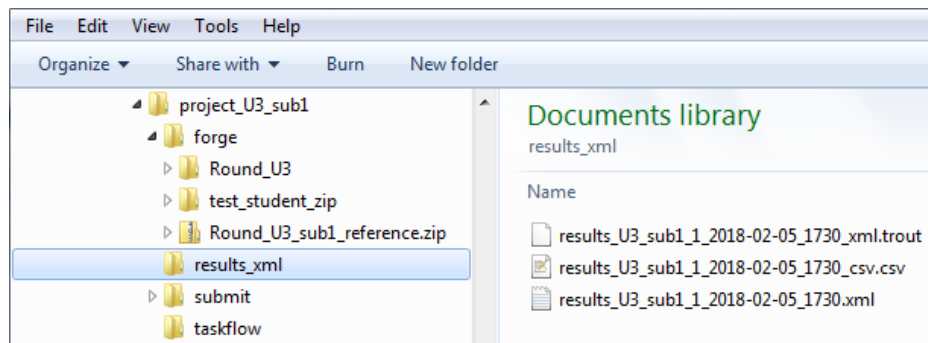 File Edit View Tools Help
Organize Share with Burn New folder
project_U3_sub1
forge
Round_U3
test_student_zip
Round_U3_sub1_reference.zip
results_xml
submit
taskflow
Documents library
results_xml
Name
results_U3_sub1_1_2018-02-05_1730_xml.trout
results_U3_sub1_1_2018-02-05_1730_csv.csv
results_U3_sub1_1_2018-02-05_1730.xml